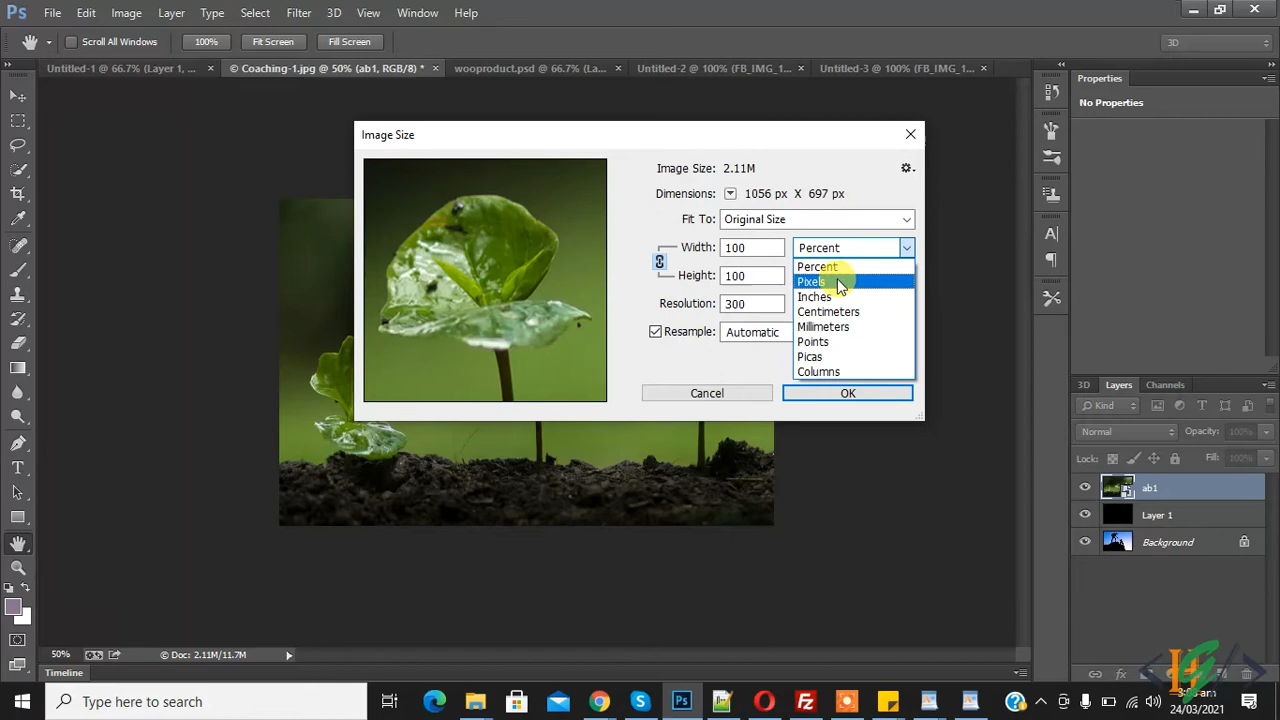 Ps File Edit Image Layer Type Select Filter 3D View Window Help
Scroll All Windows 100% Fit Screen Fill Screen 3D
Untitled-1 @ 66.7% (Layer 1, ... × © Coaching-1.jpg @ 50% (ab1, RGB/8) * × wooproduct.psd @ 66.7% (La... × Untitled-2 @ 100% (FB_IMG_1... × Untitled-3 @ 100% (FB_IMG_1... ×
Properties
No Properties
Image Size
Image Size: 2.11M
Dimensions: 1056 px X 697 px
Fit To: Original Size
Width: 100 Percent
Height: 100
Resolution: 300
Resample: Automatic
Percent
Pixels
Inches
Centimeters
Millimeters
Points
Picas
Columns
Cancel OK
3D Layers Channels
Kind
Normal Opacity: 100%
Lock: Fill: 100%
ab1
Layer 1
Background
50% © Doc: 2.11M/11.7M
Timeline
Type here to search
24/03/2021